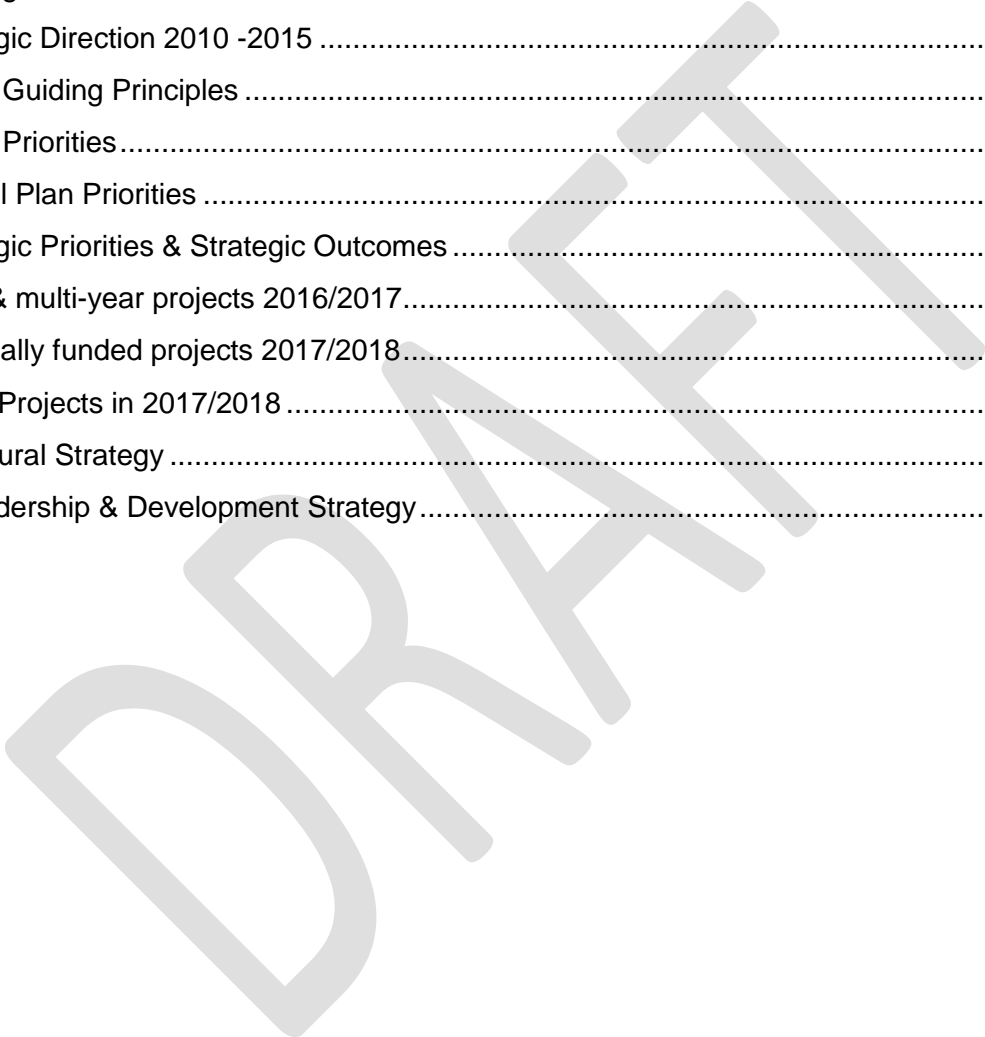 gic Direction 2010 -2015 ................................................................................
Guiding Principles ..........................................................................................
Priorities.........................................................................................................
l Plan Priorities ...............................................................................................
gic Priorities & Strategic Outcomes .................................................................
& multi-year projects 2016/2017......................................................................
ally funded projects 2017/2018.......................................................................
Projects in 2017/2018 .....................................................................................
ural Strategy ...................................................................................................
dership & Development Strategy.....................................................................
DRAFT